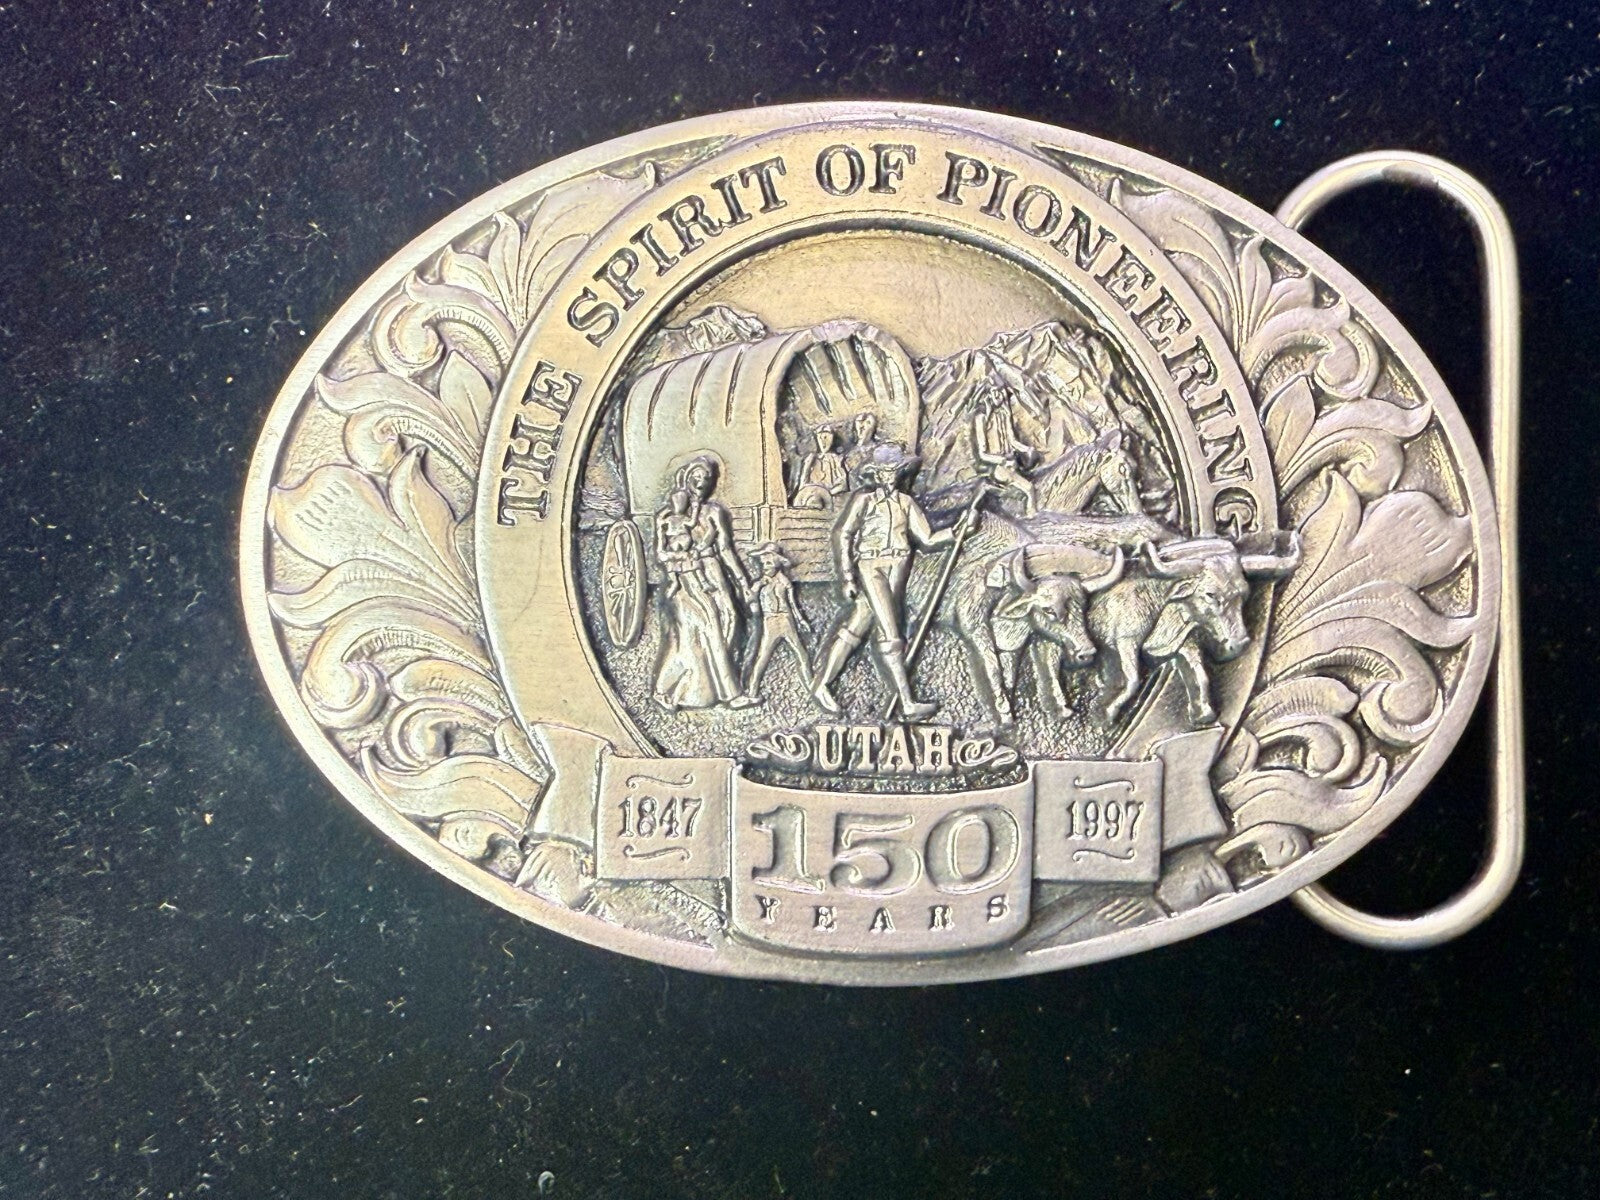 THE SPIRIT OF PIONEERING
UTAH
1847 150 1997
YEARS